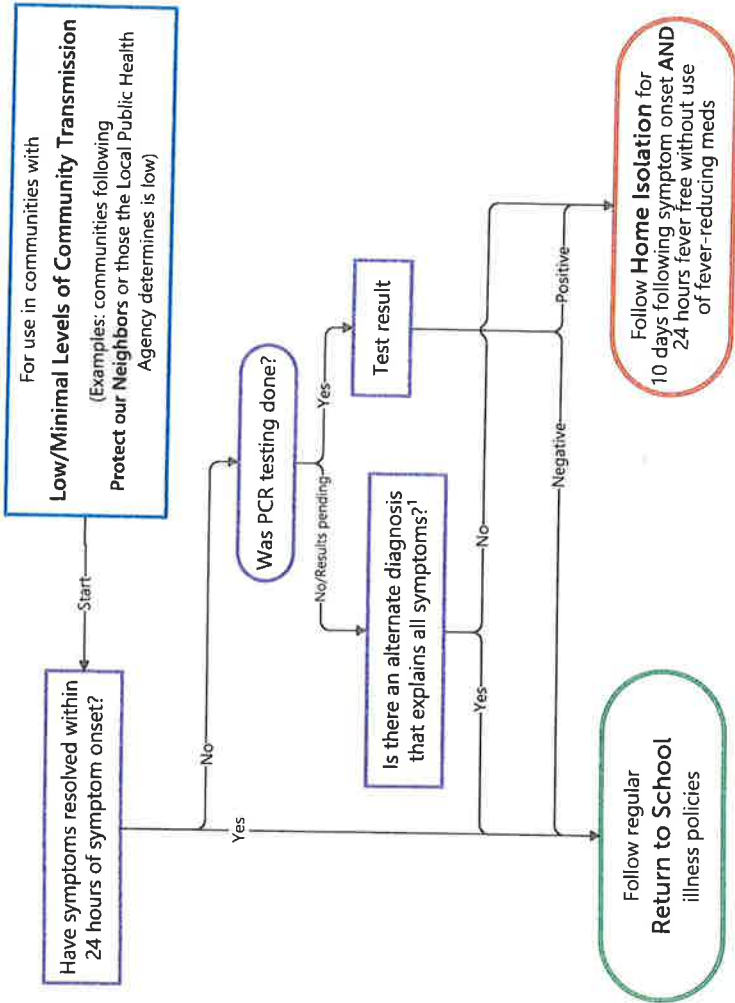 For use in communities with
Low/Minimal Levels of Community Transmission
(Examples: communities following
Protect our Neighbors or those the Local Public Health
Agency determines is low)
Start
Have symptoms resolved within
24 hours of symptom onset?
No
Yes
Was PCR testing done?
No/Results pending
Yes
Is there an alternate diagnosis
that explains all symptoms?¹
Test result
Yes
No
Negative
Positive
Follow regular
Return to School
illness policies
Follow Home Isolation for
10 days following symptom onset AND
24 hours fever free without use
of fever-reducing meds